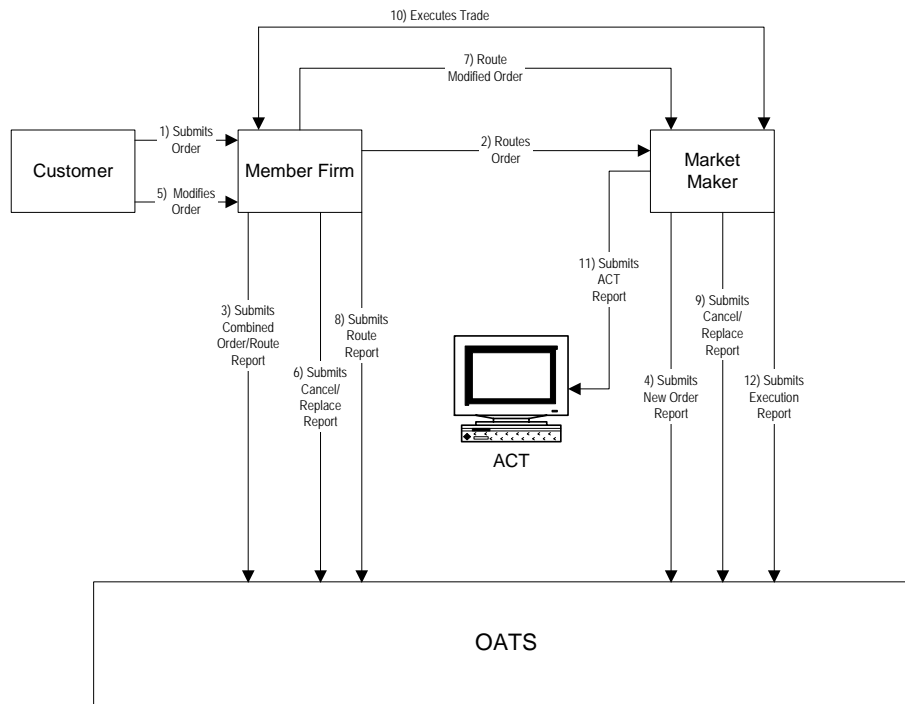 10) Executes Trade
7) Route
Modified Order
1) Submits
Order
2) Routes
Order
Customer
Member Firm
Market
Maker
5) Modifies
Order
11) Submits
ACT
Report
3) Submits
Combined
Order/Route
Report
8) Submits
Route
Report
9) Submits
Cancel/
Replace
Report
6) Submits
Cancel/
Replace
Report
4) Submits
New Order
Report
12) Submits
Execution
Report
ACT
OATS